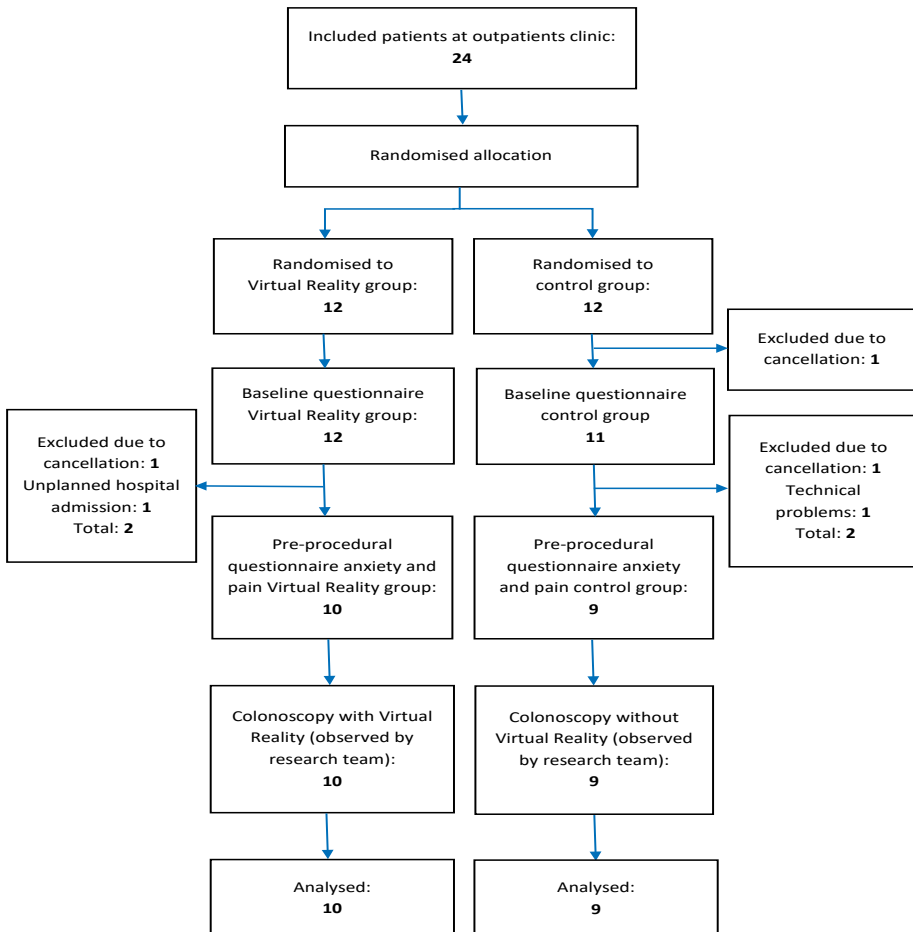 Included patients at outpatients clinic:
24
Randomised allocation
Randomised to
Virtual Reality group:
12
Randomised to
control group:
12
Excluded due to
cancellation: 1
Baseline questionnaire
Virtual Reality group:
12
Baseline questionnaire
control group
11
Excluded due to
cancellation: 1
Unplanned hospital
admission: 1
Total: 2
Excluded due to
cancellation: 1
Technical
problems: 1
Total: 2
Pre-procedural
questionnaire anxiety and
pain Virtual Reality group:
10
Pre-procedural
questionnaire anxiety
and pain control group:
9
Colonoscopy with Virtual
Reality (observed by
research team):
10
Colonoscopy without
Virtual Reality (observed
by research team):
9
Analysed:
10
Analysed:
9